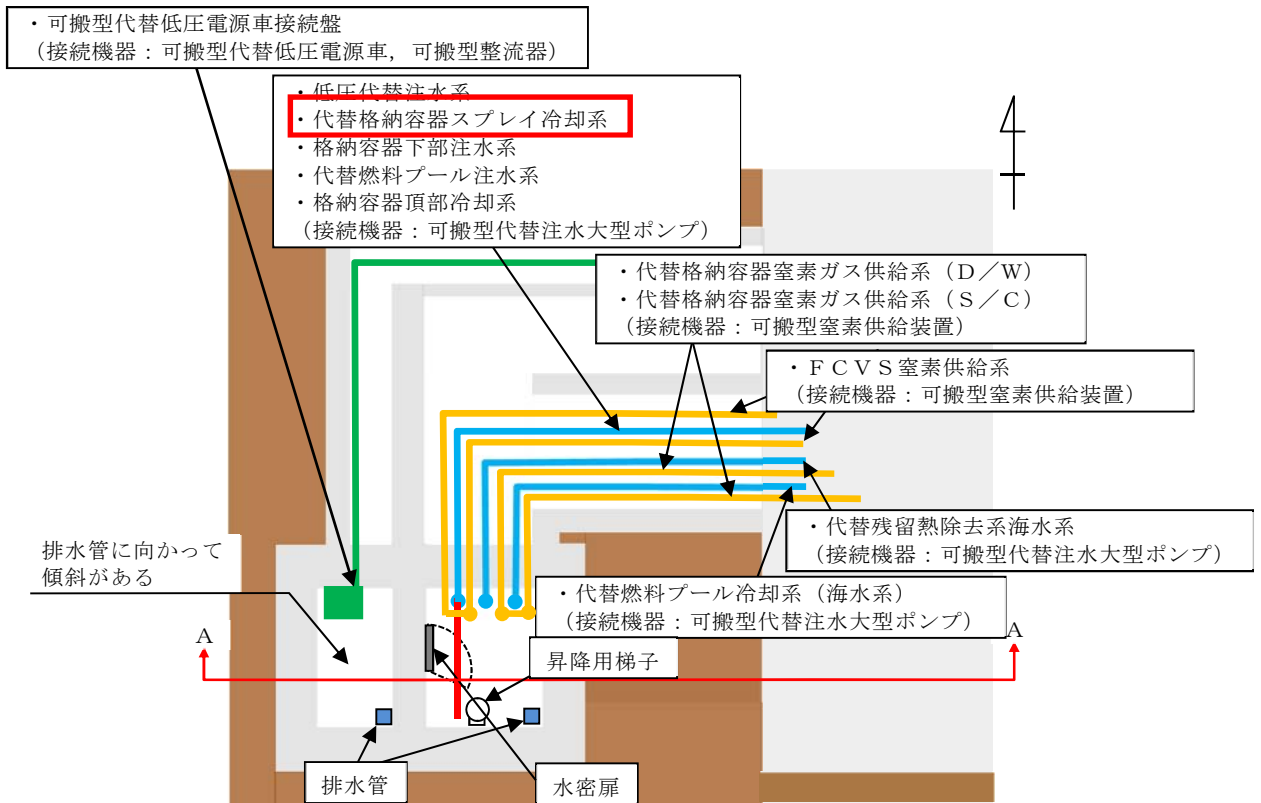 ・可搬型代替低圧電源車接続盤
（接続機器：可搬型代替低圧電源車，可搬型整流器）
・低圧代替注水系
・代替格納容器スプレイ冷却系
・格納容器下部注水系
・代替燃料プール注水系
・格納容器頂部冷却系
（接続機器：可搬型代替注水大型ポンプ）
・代替格納容器窒素ガス供給系（Ｄ／Ｗ）
・代替格納容器窒素ガス供給系（Ｓ／Ｃ）
（接続機器：可搬型窒素供給装置）
・ＦＣＶＳ窒素供給系
（接続機器：可搬型窒素供給装置）
・代替残留熱除去系海水系
（接続機器：可搬型代替注水大型ポンプ）
排水管に向かって
傾斜がある
・代替燃料プール冷却系（海水系）
（接続機器：可搬型代替注水大型ポンプ）
A
A
昇降用梯子
排水管
水密扉